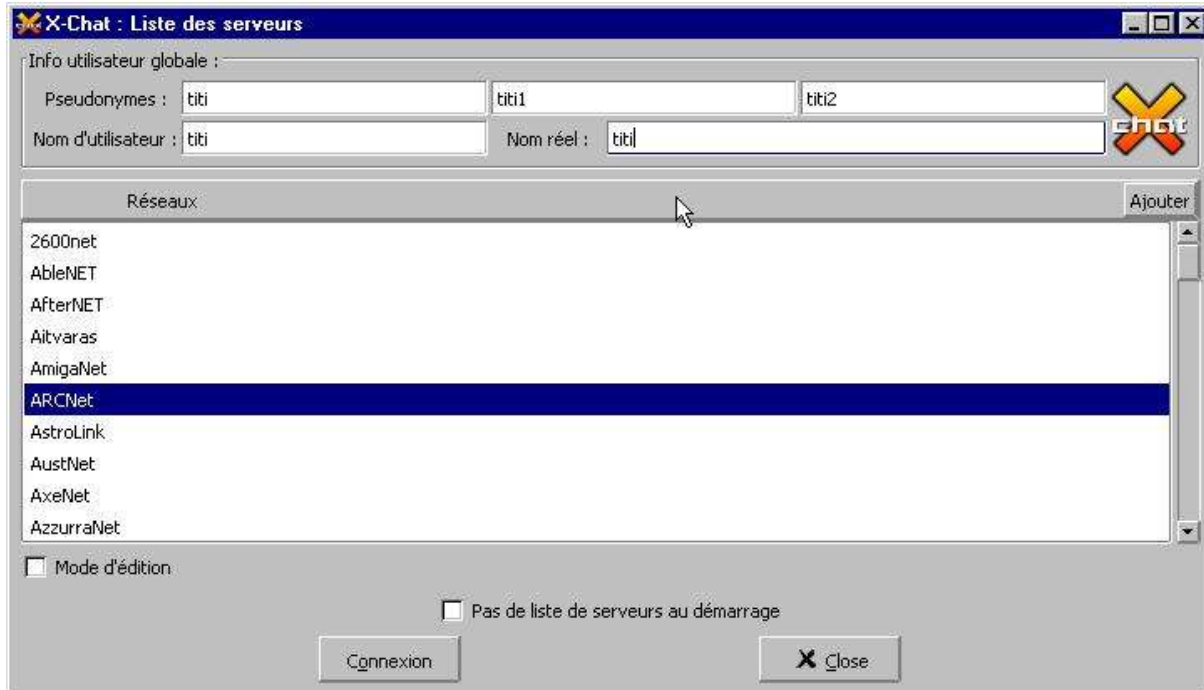 X-Chat : Liste des serveurs
Info utilisateur globale :
Pseudonymes : titi titi1 titi2
chat
Nom d'utilisateur : titi Nom réel : titi
Réseaux Ajouter
2600net
AbleNET
AfterNET
Aitvaras
AmigaNet
ARCNet
AstroLink
AustNet
AxeNet
AzzurraNet
Mode d'édition
Pas de liste de serveurs au démarrage
Connexion Close